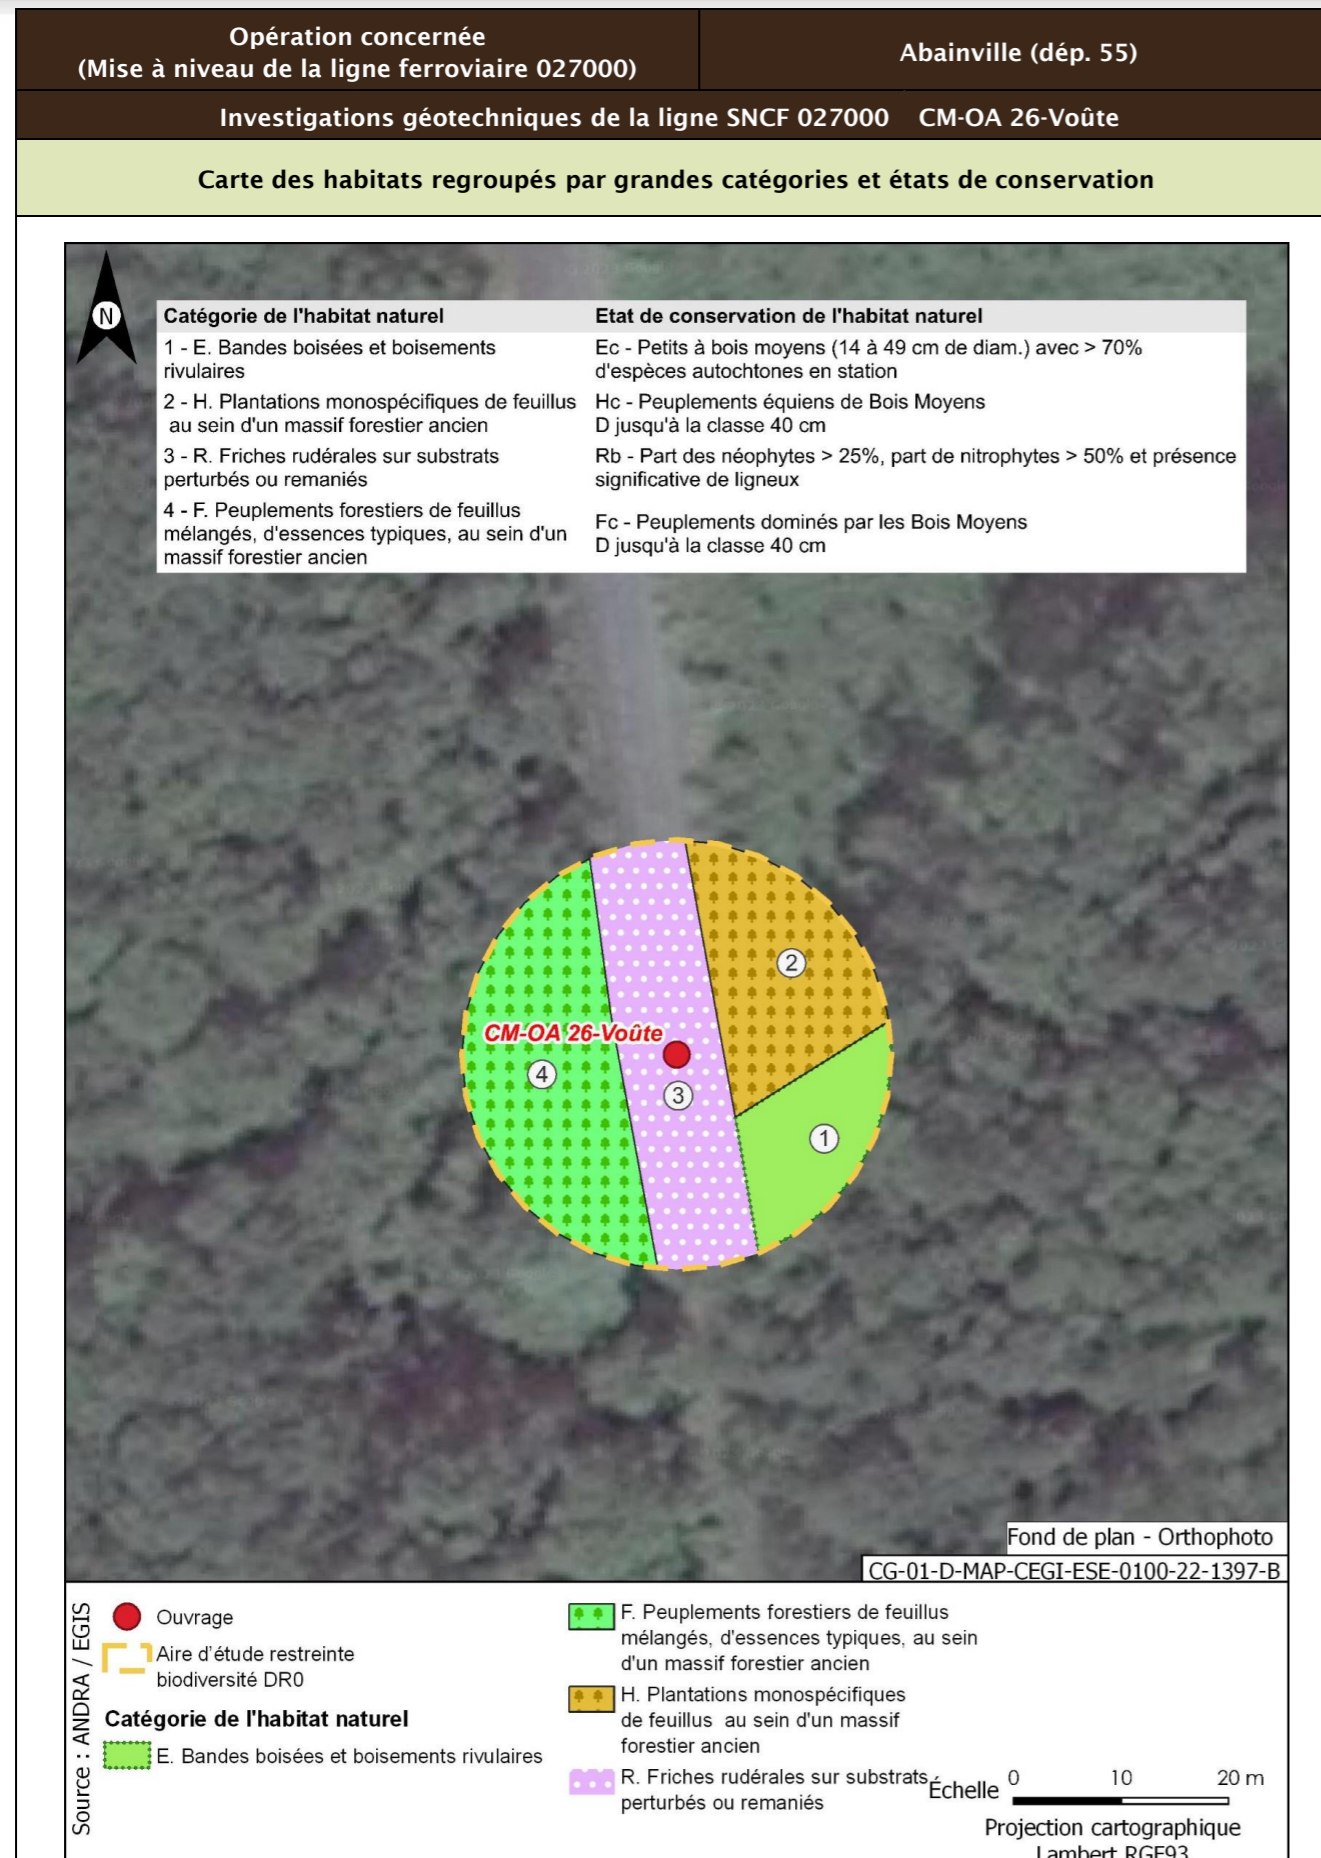 Opération concernée
(Mise à niveau de la ligne ferroviaire 027000)
Abainville (dép. 55)
Investigations géotechniques de la ligne SNCF 027000 CM-OA 26-Voûte
Carte des habitats regroupés par grandes catégories et états de conservation
N
Catégorie de l'habitat naturel
Etat de conservation de l'habitat naturel
1 - E. Bandes boisées et boisements
rivulaires
Ec - Petits à bois moyens (14 à 49 cm de diam.) avec > 70%
d'espèces autochtones en station
2 - H. Plantations monospécifiques de feuillus
au sein d'un massif forestier ancien
Hc - Peuplements équiens de Bois Moyens
D jusqu'à la classe 40 cm
3 - R. Friches rudérales sur substrats
perturbés ou remaniés
Rb - Part des néophytes > 25%, part de nitrophytes > 50% et présence
significative de ligneux
4 - F. Peuplements forestiers de feuillus
mélangés, d'essences typiques, au sein d'un
massif forestier ancien
Fc - Peuplements dominés par les Bois Moyens
D jusqu'à la classe 40 cm
2
CM-OA 26-Voûte
4
3
1
Fond de plan - Orthophoto
CG-01-D-MAP-CEGI-ESE-0100-22-1397-B
Source : ANDRA / EGIS
Ouvrage
Aire d'étude restreinte
biodiversité DR0
Catégorie de l'habitat naturel
E. Bandes boisées et boisements rivulaires
F. Peuplements forestiers de feuillus
mélangés, d'essences typiques, au sein
d'un massif forestier ancien
H. Plantations monospécifiques
de feuillus au sein d'un massif
forestier ancien
R. Friches rudérales sur substrats
perturbés ou remaniés
Échelle 0 10 20 m
Projection cartographique
Lambert RGF93